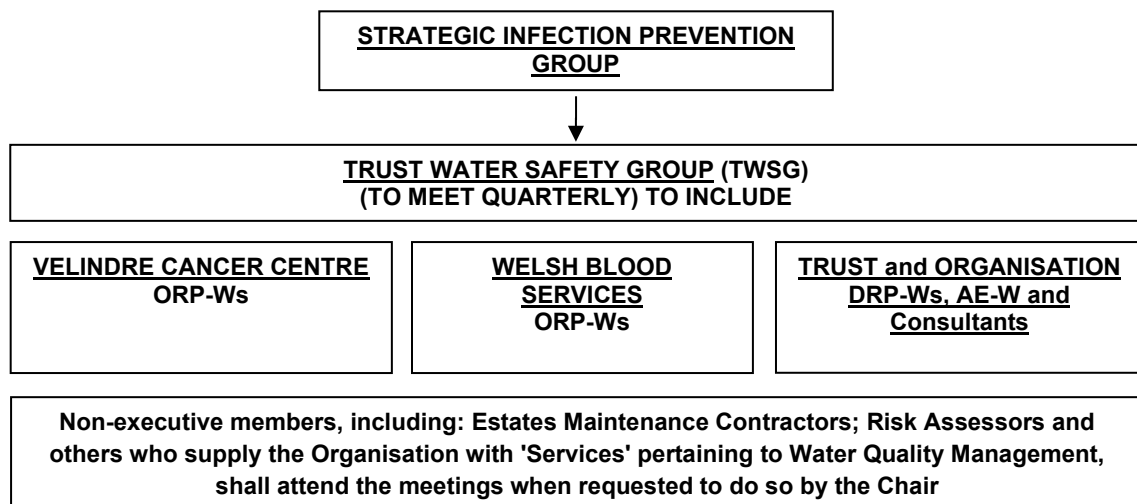 STRATEGIC INFECTION PREVENTION
GROUP
TRUST WATER SAFETY GROUP (TWSG)
(TO MEET QUARTERLY) TO INCLUDE
VELINDRE CANCER CENTRE
ORP-Ws
WELSH BLOOD
SERVICES
ORP-Ws
TRUST and ORGANISATION
DRP-Ws, AE-W and
Consultants
Non-executive members, including: Estates Maintenance Contractors; Risk Assessors and
others who supply the Organisation with 'Services' pertaining to Water Quality Management,
shall attend the meetings when requested to do so by the Chair